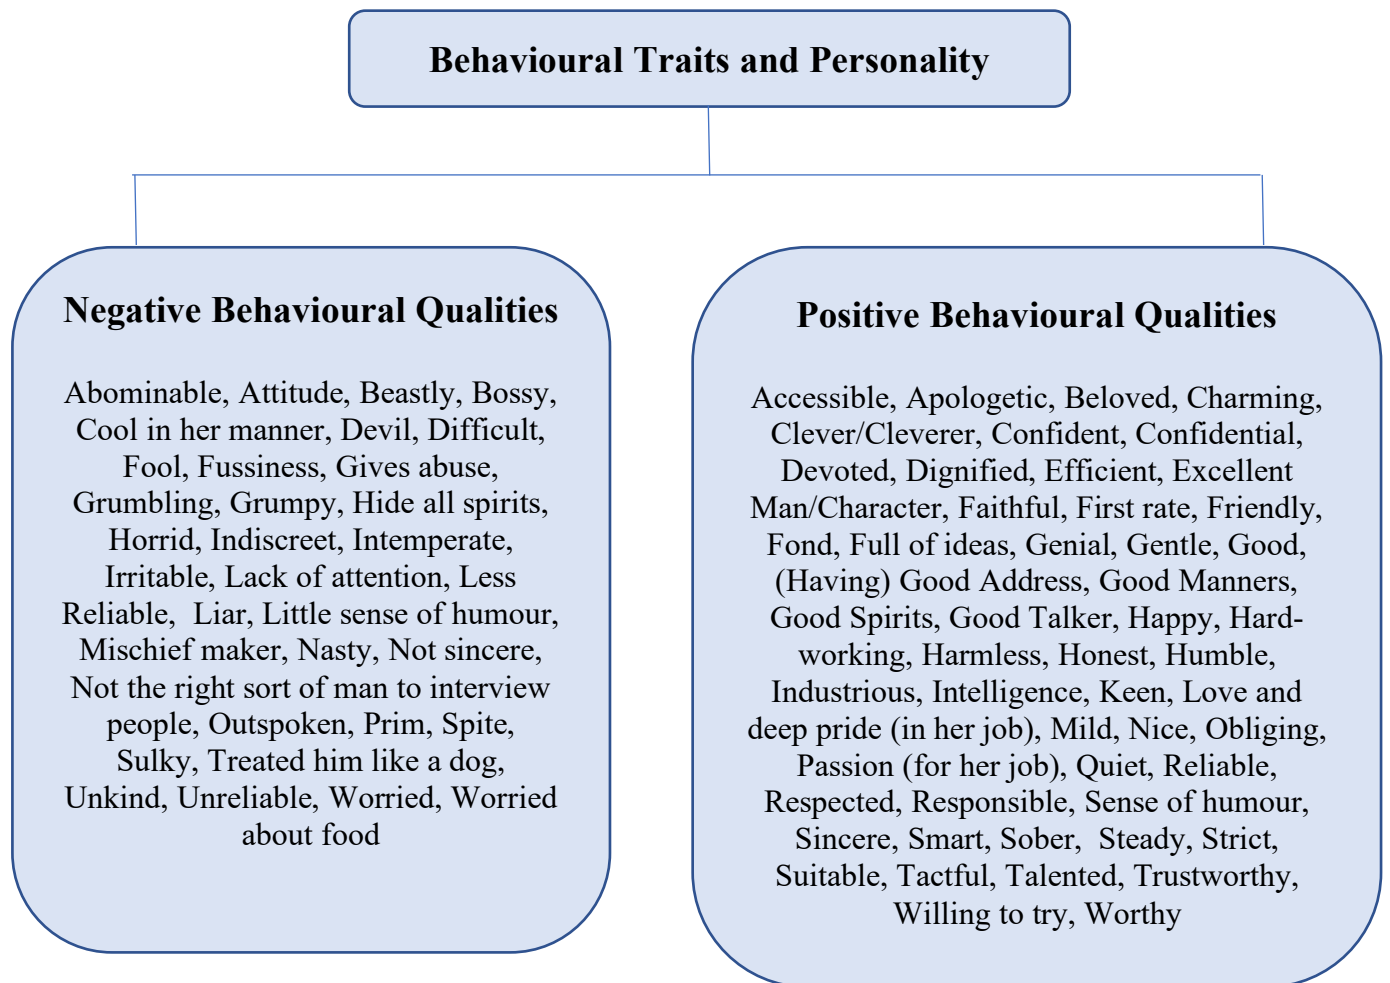 Behavioural Traits and Personality
Negative Behavioural Qualities
Abominable, Attitude, Beastly, Bossy,
Cool in her manner, Devil, Difficult,
Fool, Fussiness, Gives abuse,
Grumbling, Grumpy, Hide all spirits,
Horrid, Indiscreet, Intemperate,
Irritable, Lack of attention, Less
Reliable,  Liar, Little sense of humour,
Mischief maker, Nasty, Not sincere,
Not the right sort of man to interview
people, Outspoken, Prim, Spite,
Sulky, Treated him like a dog,
Unkind, Unreliable, Worried, Worried
about food
Positive Behavioural Qualities
Accessible, Apologetic, Beloved, Charming,
Clever/Cleverer, Confident, Confidential,
Devoted, Dignified, Efficient, Excellent
Man/Character, Faithful, First rate, Friendly,
Fond, Full of ideas, Genial, Gentle, Good,
(Having) Good Address, Good Manners,
Good Spirits, Good Talker, Happy, Hard-
working, Harmless, Honest, Humble,
Industrious, Intelligence, Keen, Love and
deep pride (in her job), Mild, Nice, Obliging,
Passion (for her job), Quiet, Reliable,
Respected, Responsible, Sense of humour,
Sincere, Smart, Sober,  Steady, Strict,
Suitable, Tactful, Talented, Trustworthy,
Willing to try, Worthy